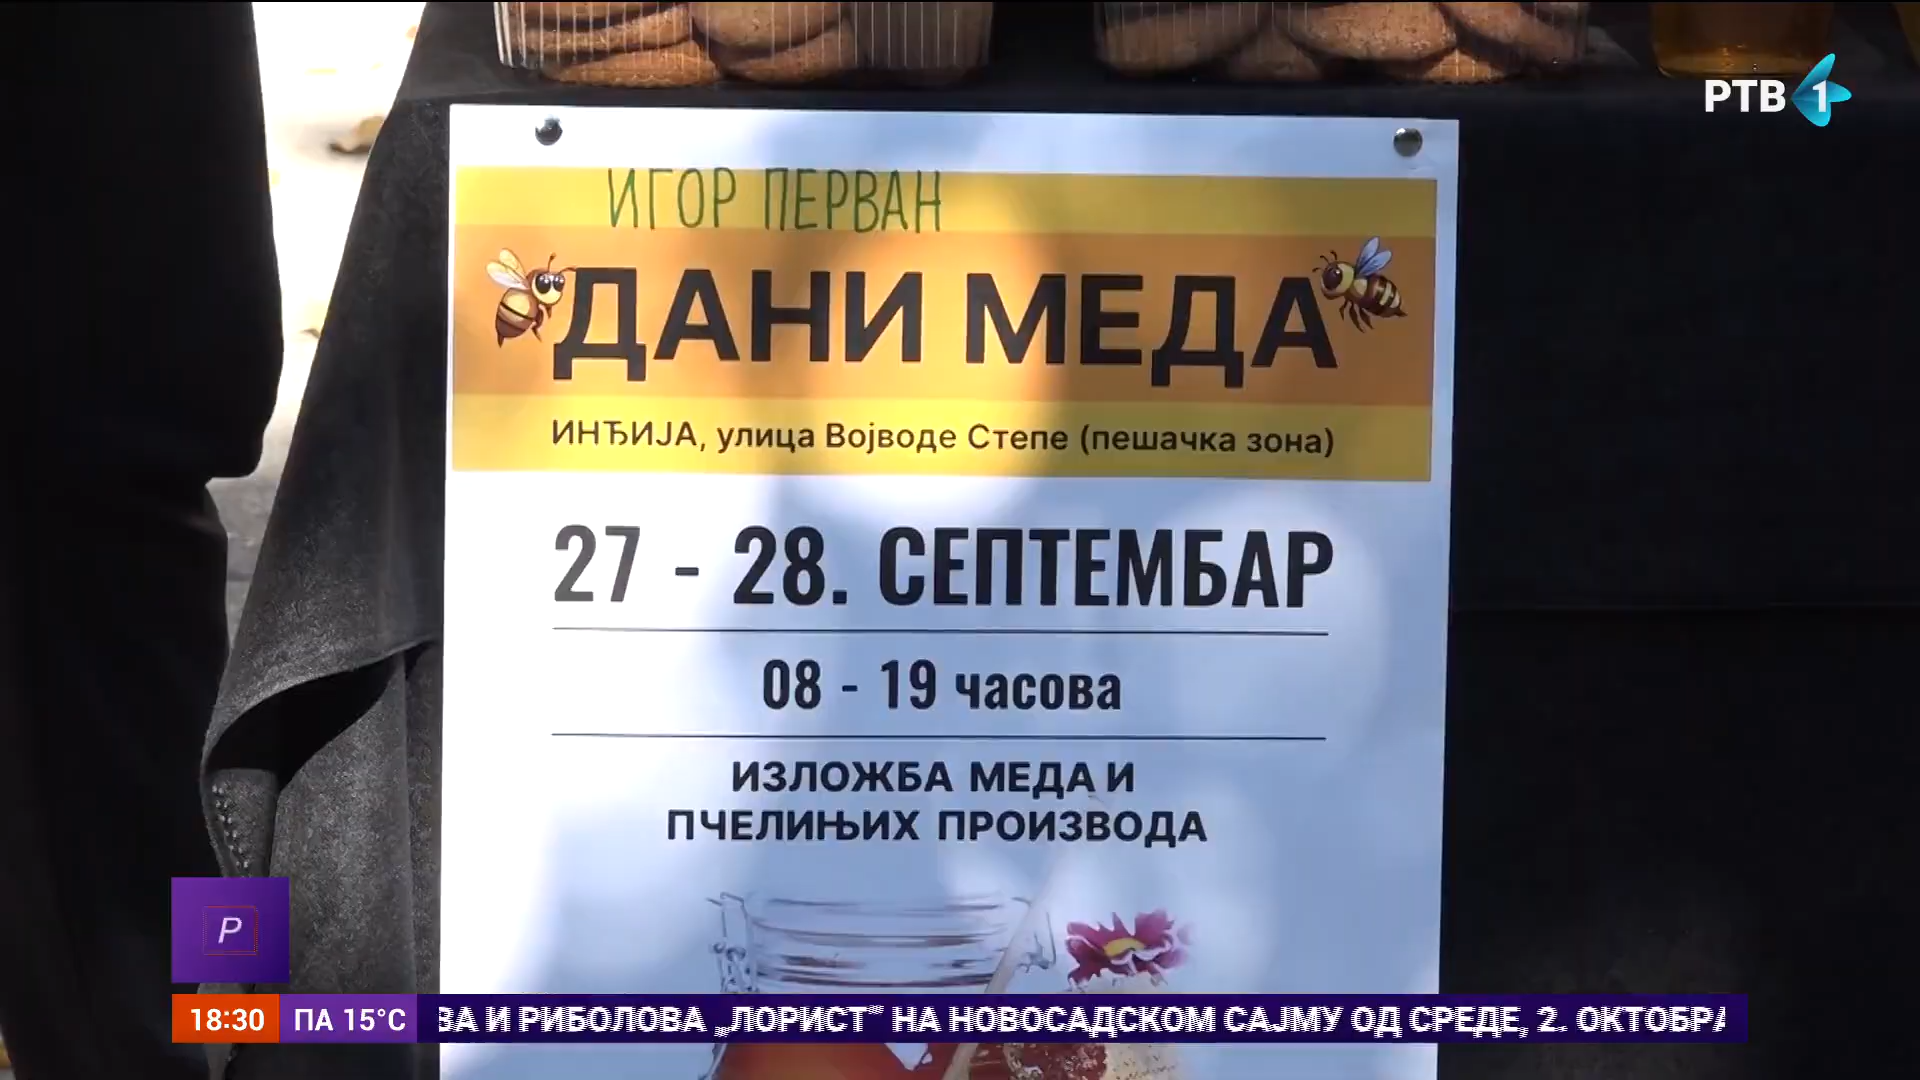 РТВ 1
ИГОР ПЕРВАН
ДАНИ МЕДА
ИНЂИЈА, улица Војводе Степе (пешачка зона)
27 - 28. СЕПТЕМБАР
08 - 19 часова
ИЗЛОЖБА МЕДА И
ПЧЕЛИЊИХ ПРОИЗВОДА
Р
18:30 ПА 15°C ВА И РИБОЛОВА „ЛОРИСТ“ НА НОВОСАДСКОМ САЈМУ ОД СРЕДЕ, 2. ОКТОБРА